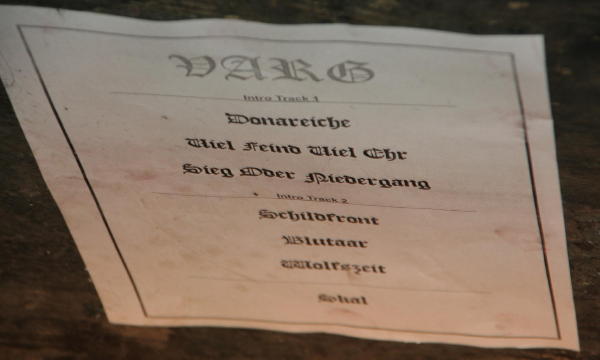 VARG
Intro Track 1
Donareiche
Viel Feind Viel Ehr
Sieg Oder Niedergang
Intro Track 2
Schildfront
Blutaar
Wolfszeit
Skal